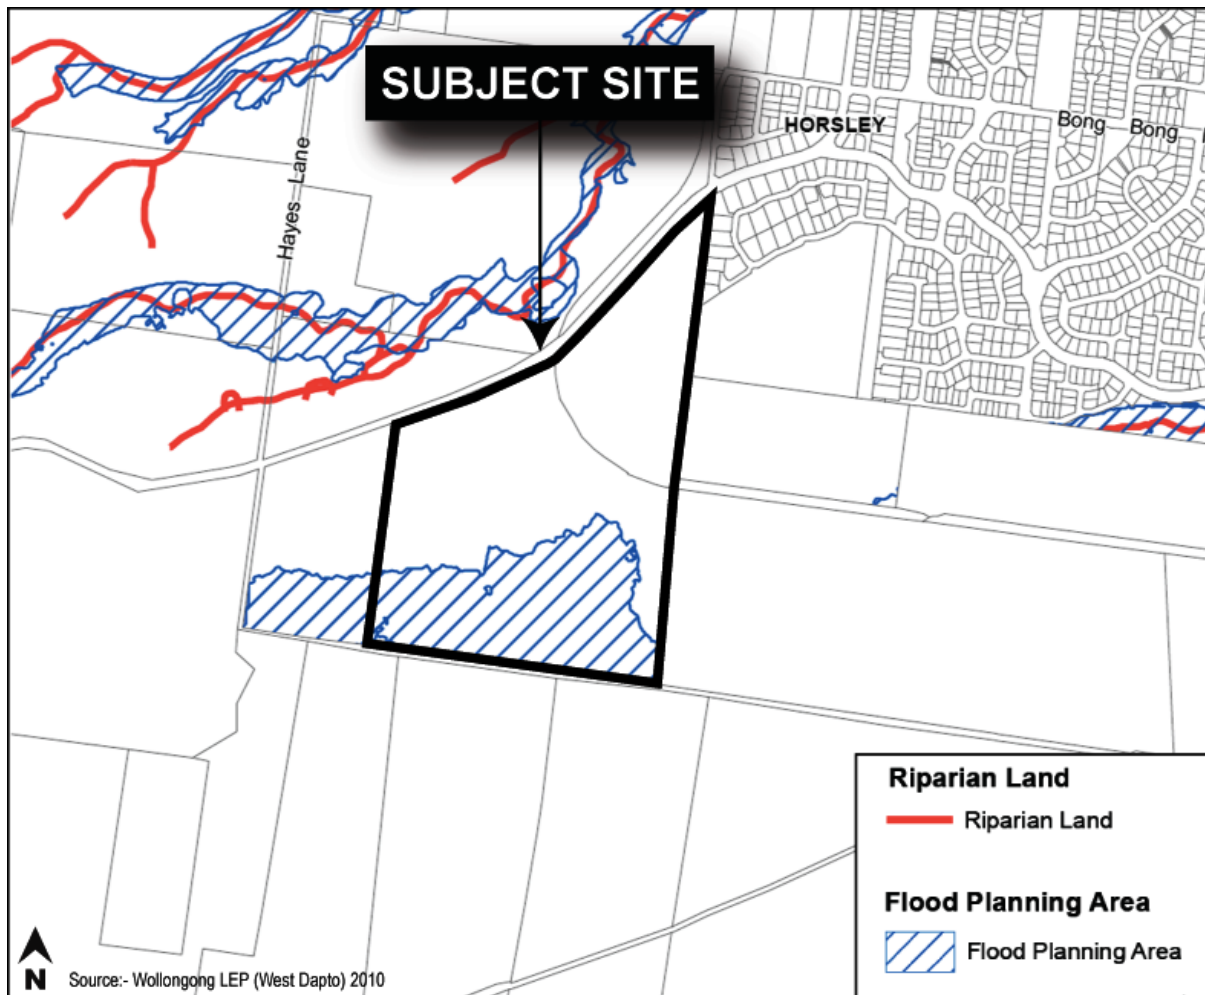 SUBJECT SITE
HORSLEY
Bong Bong
Hayes Lane
Riparian Land
Riparian Land
Flood Planning Area
Flood Planning Area
N
Source:- Wollongong LEP (West Dapto) 2010